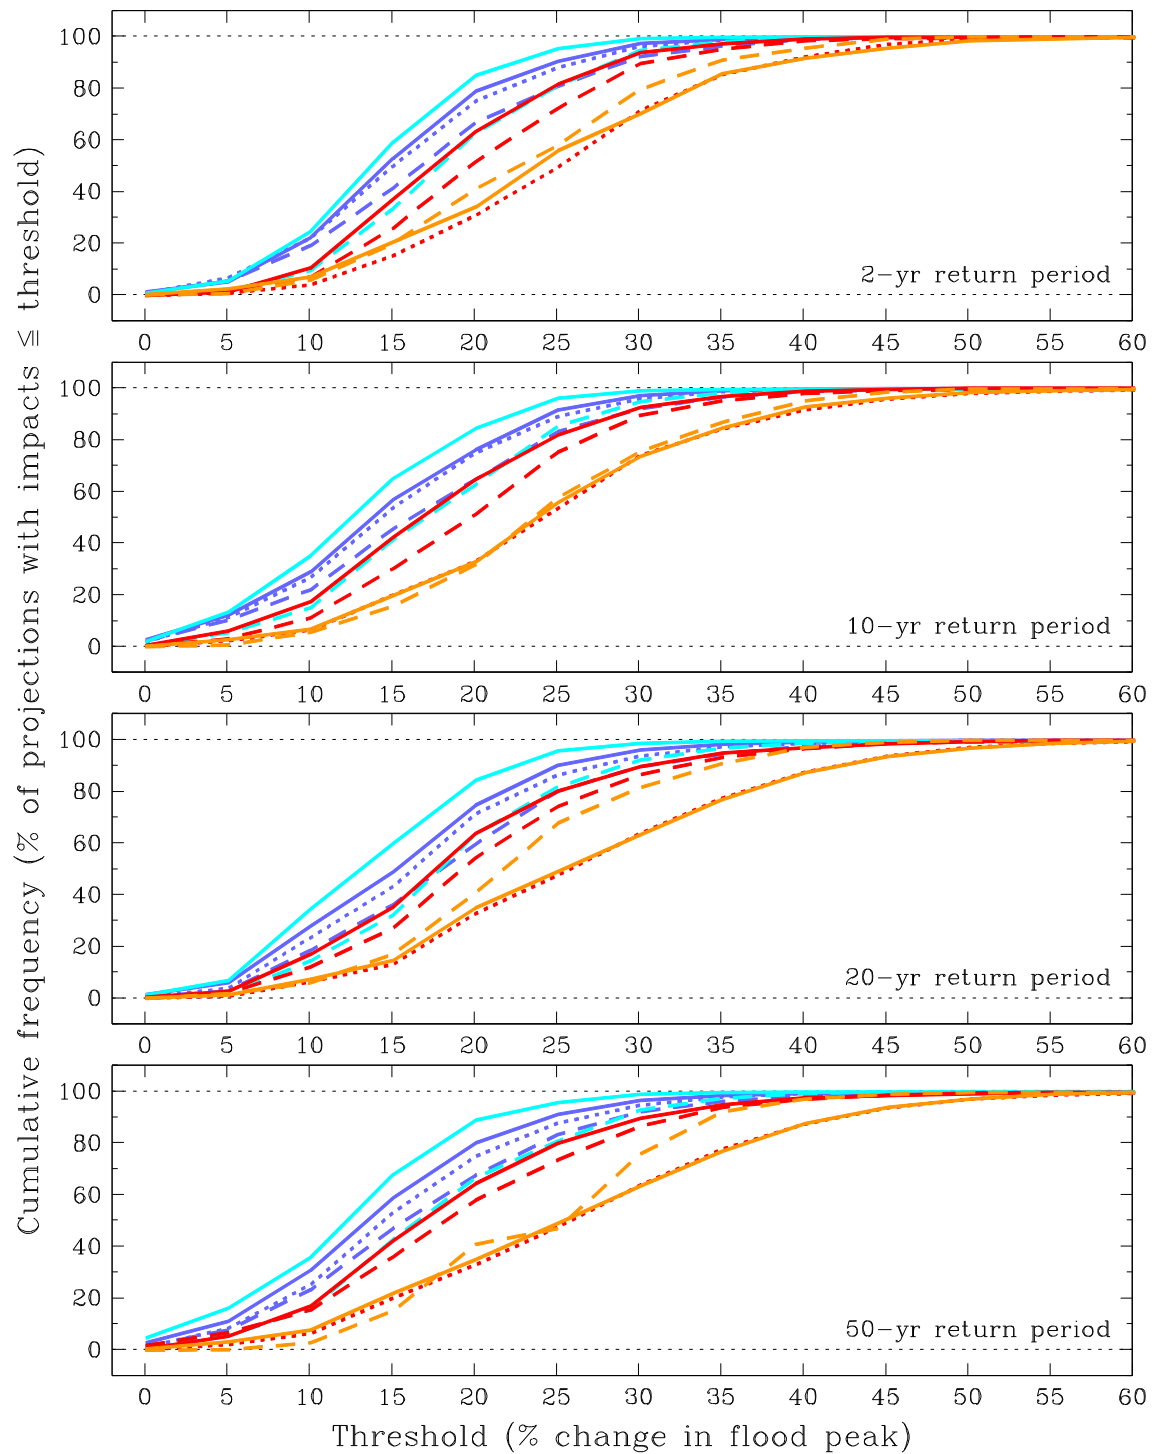 Cumulative frequency (% of projections with impacts ≤ threshold)
100
80
60
40
20
0
2-yr return period
0 5 10 15 20 25 30 35 40 45 50 55 60
100
80
60
40
20
0
10-yr return period
0 5 10 15 20 25 30 35 40 45 50 55 60
100
80
60
40
20
0
20-yr return period
0 5 10 15 20 25 30 35 40 45 50 55 60
100
80
60
40
20
0
50-yr return period
0 5 10 15 20 25 30 35 40 45 50 55 60
Threshold (% change in flood peak)